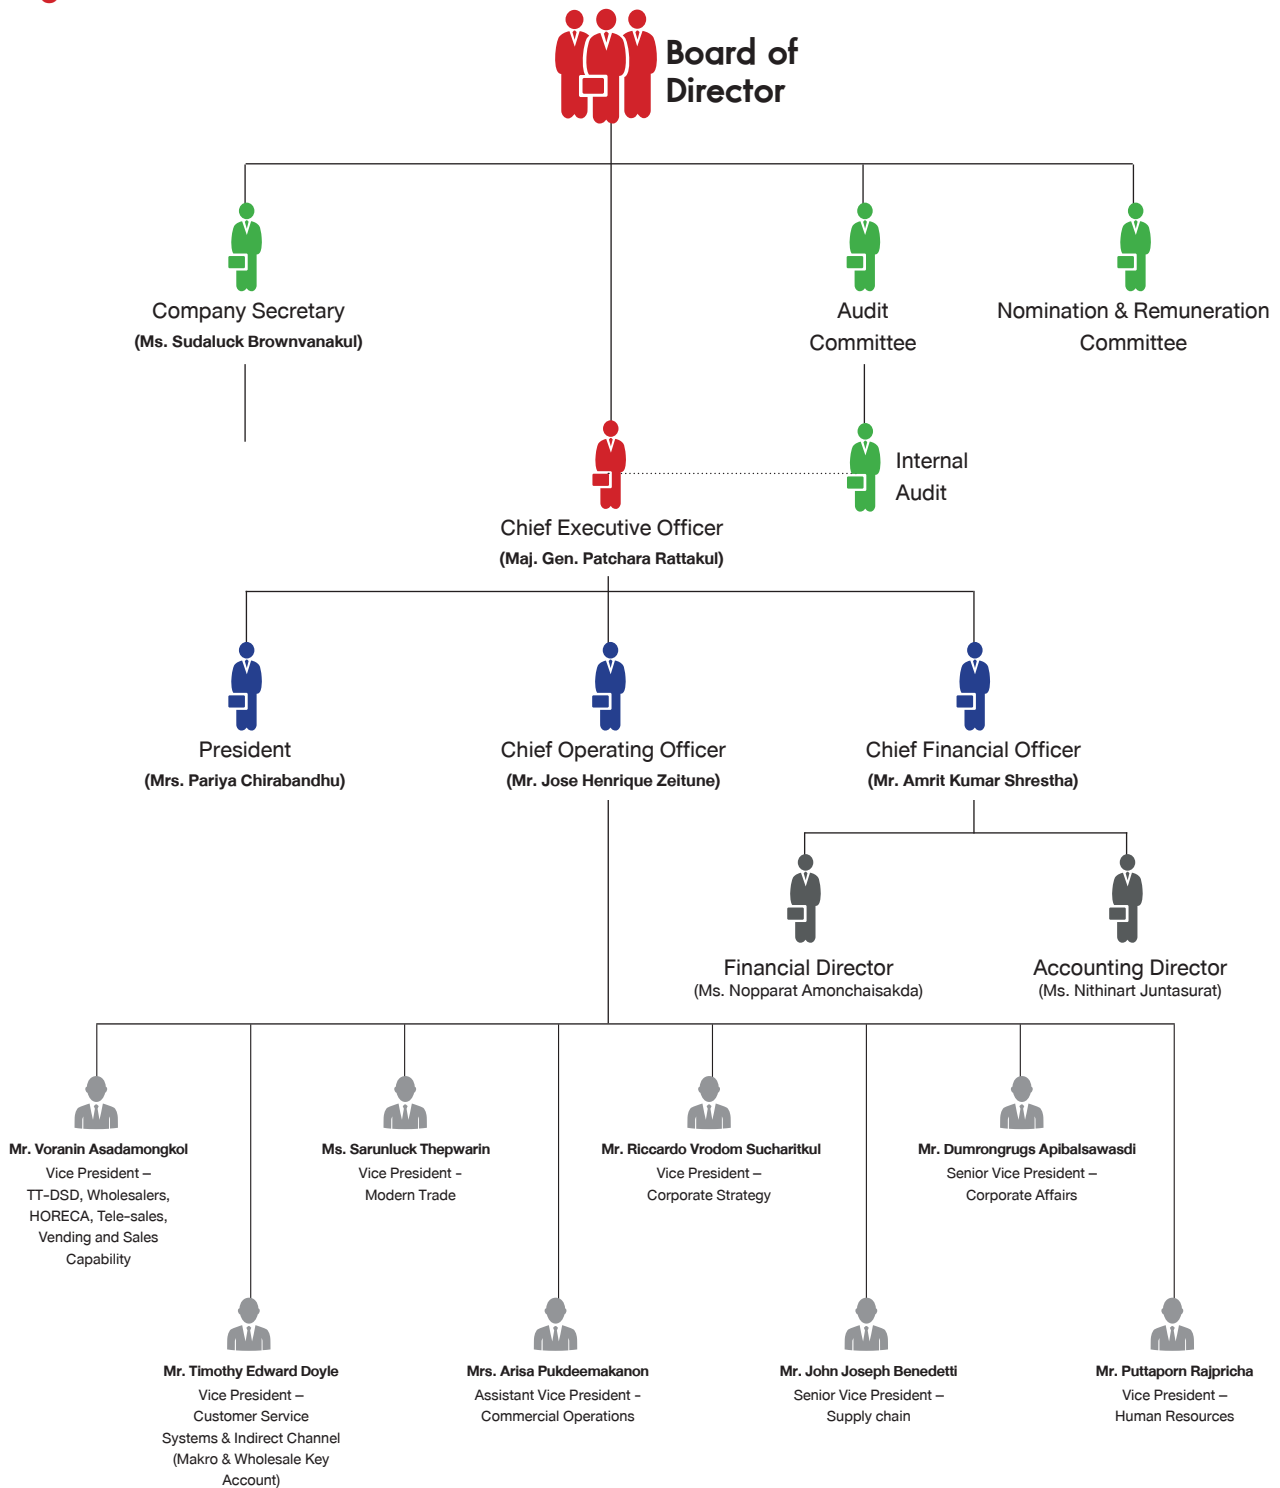 Board of
Director
Company Secretary
(Ms. Sudaluck Brownvanakul)
Audit
Committee
Nomination & Remuneration
Committee
Internal
Audit
Chief Executive Officer
(Maj. Gen. Patchara Rattakul)
President
(Mrs. Pariya Chirabandhu)
Chief Operating Officer
(Mr. Jose Henrique Zeitune)
Chief Financial Officer
(Mr. Amrit Kumar Shrestha)
Financial Director
(Ms. Nopparat Amonchaisakda)
Accounting Director
(Ms. Nithinart Juntasurat)
Mr. Voranin Asadamongkol
Vice President –
TT-DSD, Wholesalers,
HORECA, Tele-sales,
Vending and Sales
Capability
Ms. Sarunluck Thepwarin
Vice President -
Modern Trade
Mr. Riccardo Vrodom Sucharitkul
Vice President –
Corporate Strategy
Mr. Dumrongrugs Apibalsawasdi
Senior Vice President –
Corporate Affairs
Mr. Timothy Edward Doyle
Vice President –
Customer Service
Systems & Indirect Channel
(Makro & Wholesale Key
Account)
Mrs. Arisa Pukdeemakanon
Assistant Vice President -
Commercial Operations
Mr. John Joseph Benedetti
Senior Vice President –
Supply chain
Mr. Puttaporn Rajpricha
Vice President –
Human Resources